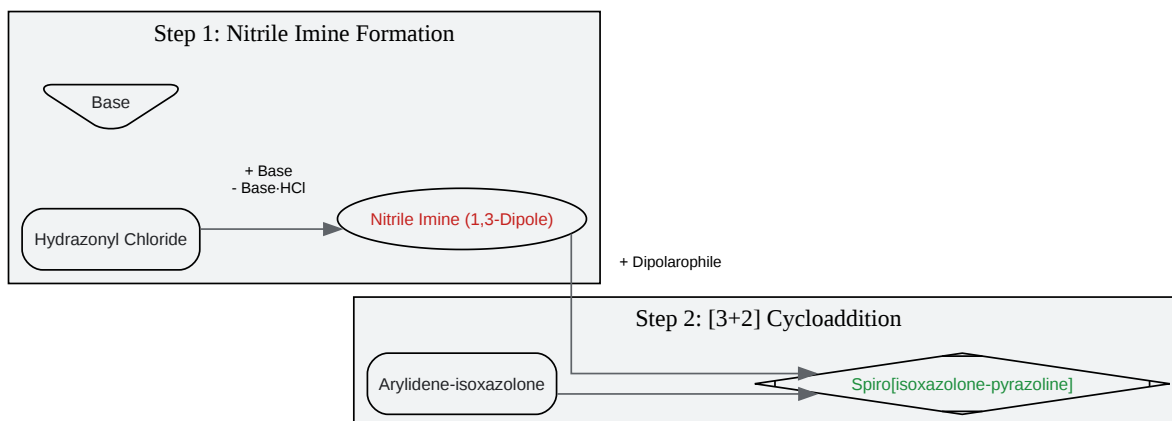 Step 1: Nitrile Imine Formation
Base
+ Base
- Base·HCl
Nitrile Imine (1,3-Dipole)
Hydrazonyl Chloride
+ Dipolarophile
Step 2: [3+2] Cycloaddition
Arylidene-isoxazolone
Spiro[isoxazolone-pyrazoline]